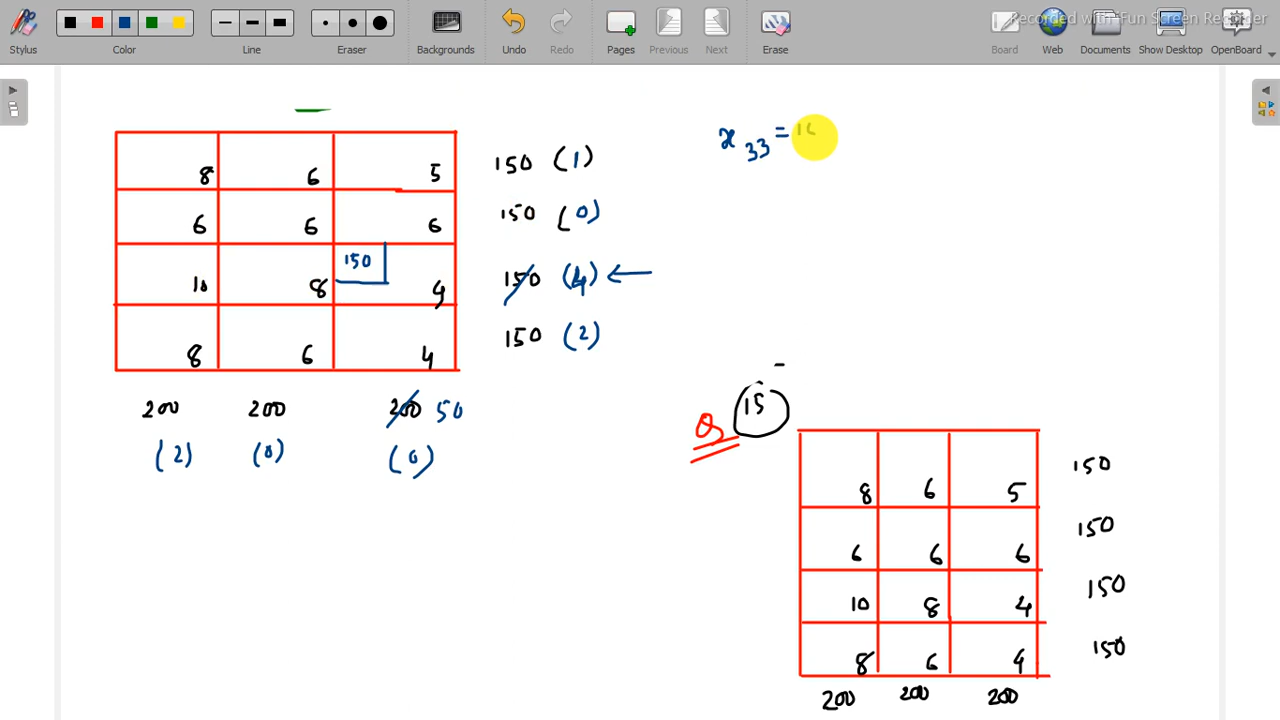 Recorded with Fun Screen Recorder
Stylus Color Line Eraser Backgrounds Undo Redo Pages Previous Next Erase Board Web Documents Show Desktop OpenBoard
x 33 =
8 6 5 150 (1)
6 6 6 150 (0)
150
10 8 4 150 (4) ←
8 6 4 150 (2)
200 200 200 50
(2) (0) (0)
Q 15
8 6 5 150
6 6 6 150
10 8 4 150
8 6 4 150
200 200 200